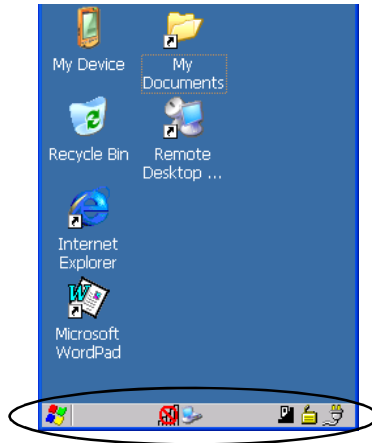 My Device
My
Documents
Recycle Bin
Remote
Desktop ...
Internet
Explorer
Microsoft
WordPad